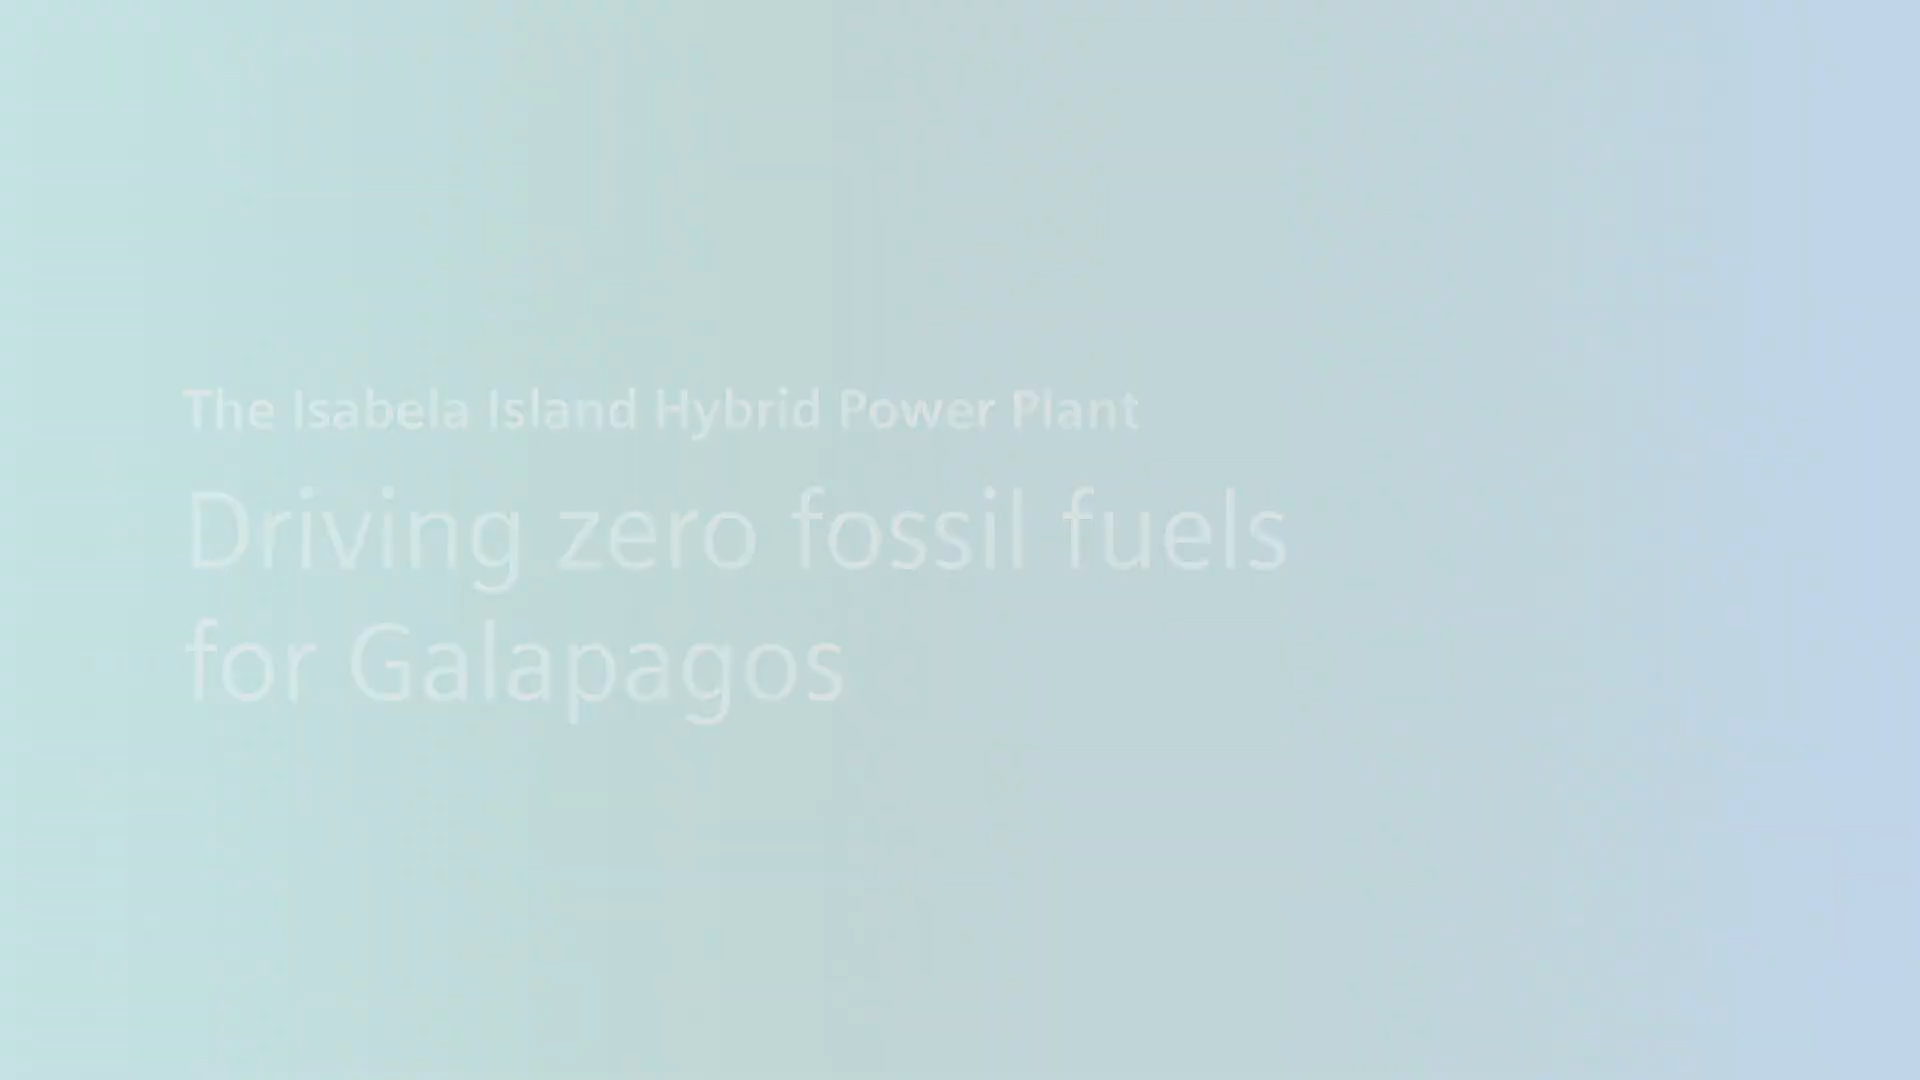 The Isabela Island Hybrid Power Plant
Driving zero fossil fuels
for Galapagos